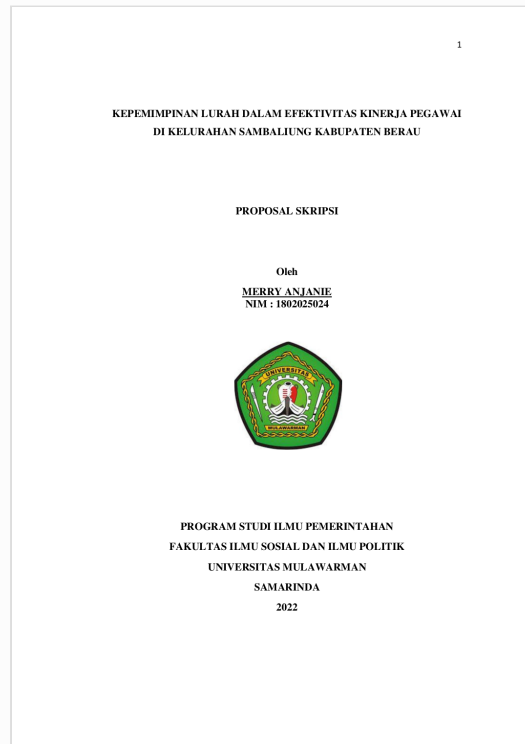 1
KEPEMIMPINAN LURAH DALAM EFEKTIVITAS KINERJA PEGAWAI
DI KELURAHAN SAMBALIUNG KABUPATEN BERAU
PROPOSAL SKRIPSI
Oleh
MERRY ANJANIE
NIM : 1802025024
UNIVERSITAS
MULAWARMAN
PROGRAM STUDI ILMU PEMERINTAHAN
FAKULTAS ILMU SOSIAL DAN ILMU POLITIK
UNIVERSITAS MULAWARMAN
SAMARINDA
2022